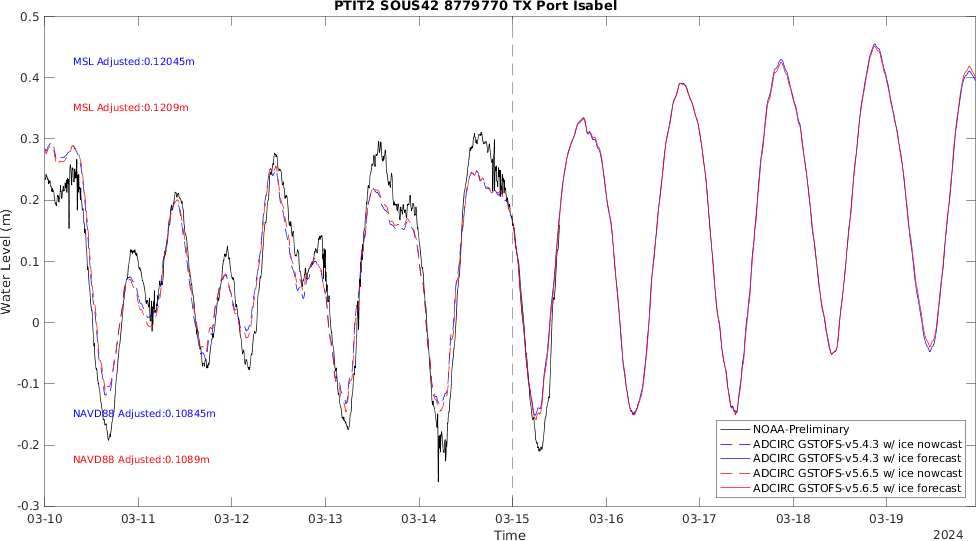 PTIT2 SOUS42 8779770 TX Port Isabel
0.5
0.4
0.3
0.2
0.1
0
-0.1
-0.2
-0.3
Water Level (m)
MSL Adjusted:0.12045m
MSL Adjusted:0.1209m
NAVD88 Adjusted:0.10845m
NAVD88 Adjusted:0.1089m
NOAA-Preliminary
ADCIRC GSTOFS-v5.4.3 w/ ice nowcast
ADCIRC GSTOFS-v5.4.3 w/ ice forecast
ADCIRC GSTOFS-v5.6.5 w/ ice nowcast
ADCIRC GSTOFS-v5.6.5 w/ ice forecast
03-10 03-11 03-12 03-13 03-14 03-15 03-16 03-17 03-18 03-19
Time
2024